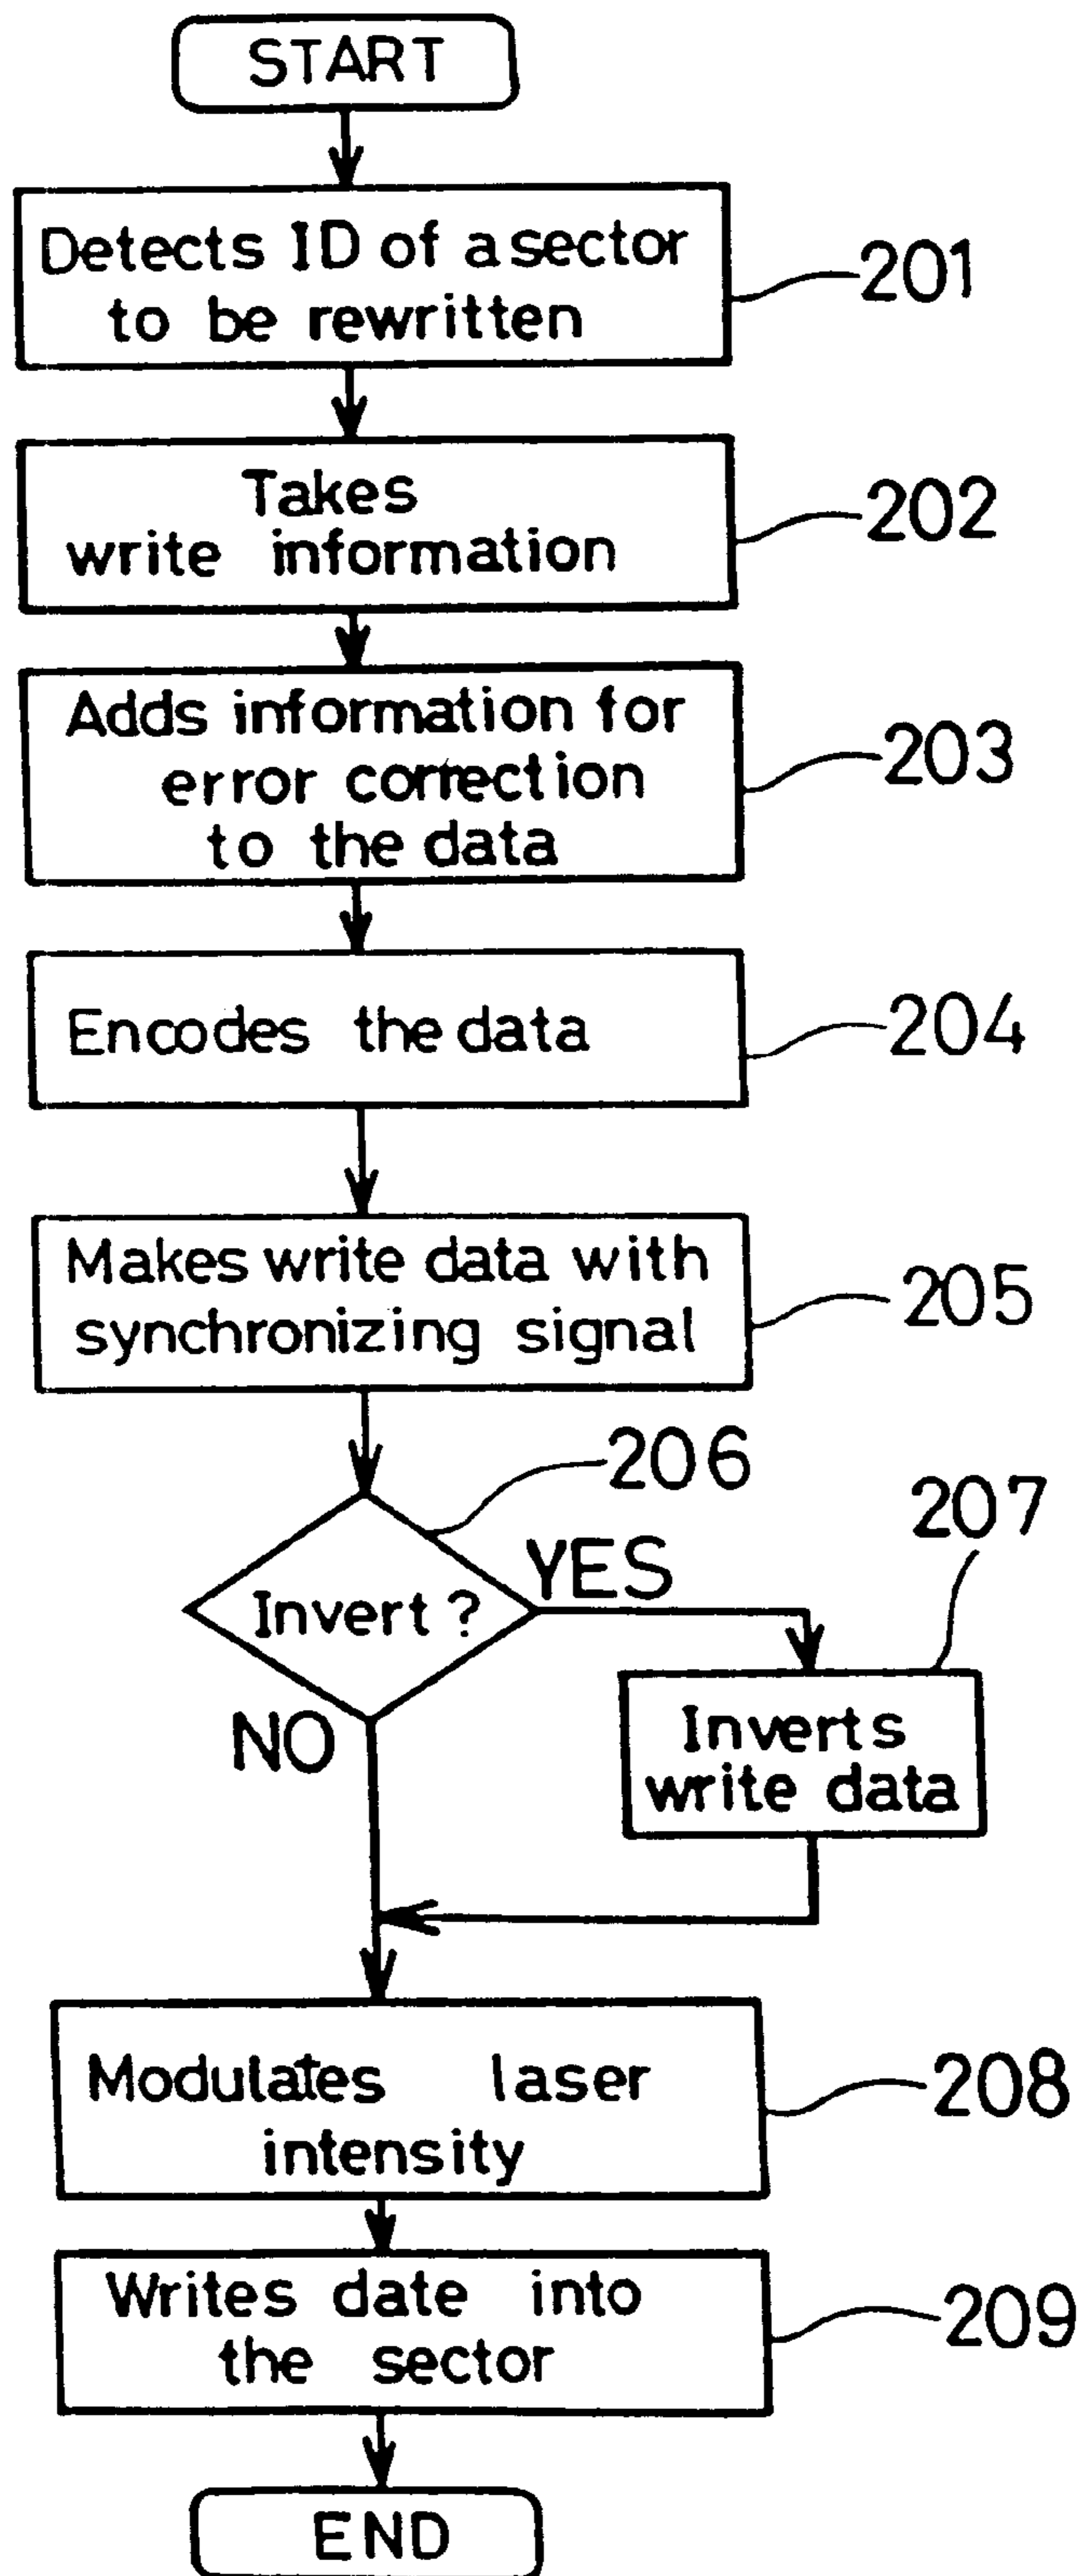 START
Detects ID of a sector
to be rewritten
201
Takes
write information
202
Adds information for
error correction
to the data
203
Encodes the data
204
Makes write data with
synchronizing signal
205
206
Invert?
YES
207
NO
Inverts
write data
Modulates laser
intensity
208
Writes date into
the sector
209
END